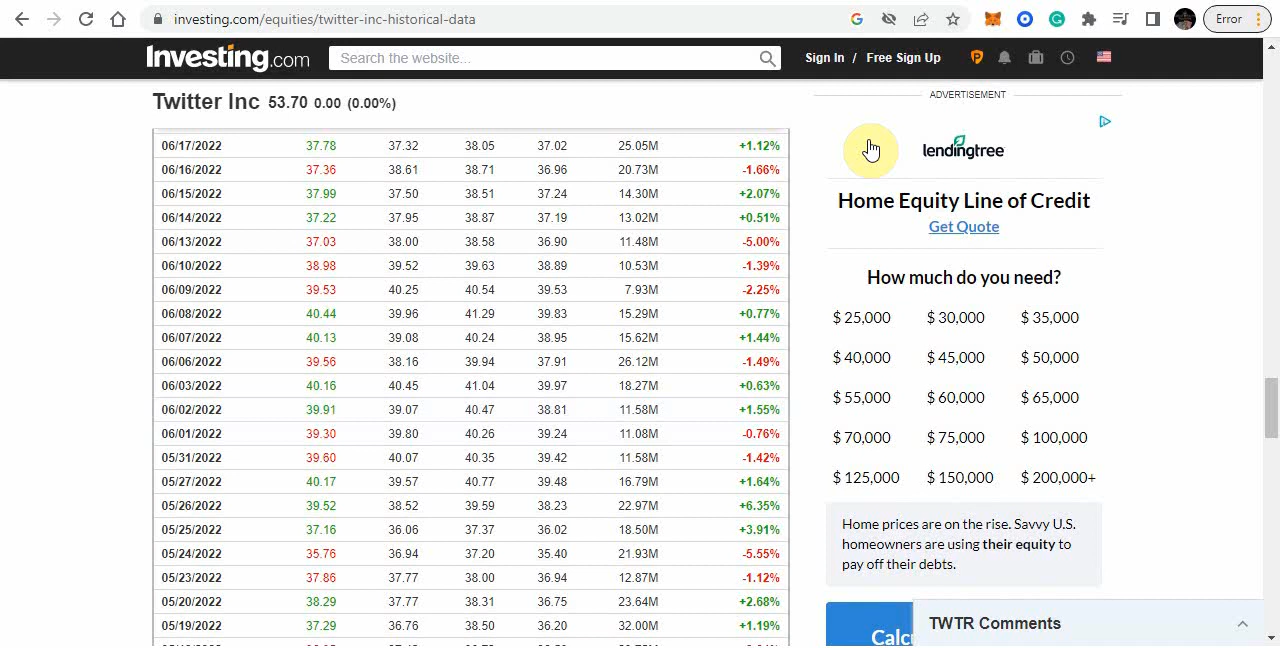 investing.com/equities/twitter-inc-historical-data
Error
Investing.com
Search the website...
Sign In / Free Sign Up
Twitter Inc 53.70 0.00 (0.00%)
06/17/2022 37.78 37.32 38.05 37.02 25.05M +1.12%
06/16/2022 37.36 38.61 38.71 36.96 20.73M -1.66%
06/15/2022 37.99 37.50 38.51 37.24 14.30M +2.07%
06/14/2022 37.22 37.95 38.87 37.19 13.02M +0.51%
06/13/2022 37.03 38.00 38.58 36.90 11.48M -5.00%
06/10/2022 38.98 39.52 39.63 38.89 10.53M -1.39%
06/09/2022 39.53 40.25 40.54 39.53 7.93M -2.25%
06/08/2022 40.44 39.96 41.29 39.83 15.29M +0.77%
06/07/2022 40.13 39.08 40.24 38.95 15.62M +1.44%
06/06/2022 39.56 38.16 39.94 37.91 26.12M -1.49%
06/03/2022 40.16 40.45 41.04 39.97 18.27M +0.63%
06/02/2022 39.91 39.07 40.47 38.81 11.58M +1.55%
06/01/2022 39.30 39.80 40.26 39.24 11.08M -0.76%
05/31/2022 39.60 40.07 40.35 39.42 11.58M -1.42%
05/27/2022 40.17 39.57 40.77 39.48 16.79M +1.64%
05/26/2022 39.52 38.52 39.59 38.23 22.97M +6.35%
05/25/2022 37.16 36.06 37.37 36.02 18.50M +3.91%
05/24/2022 35.76 36.94 37.20 35.40 21.93M -5.55%
05/23/2022 37.86 37.77 38.00 36.94 12.87M -1.12%
05/20/2022 38.29 37.77 38.31 36.75 23.64M +2.68%
05/19/2022 37.29 36.76 38.50 36.20 32.00M +1.19%
ADVERTISEMENT
lendingtree
Home Equity Line of Credit
Get Quote
How much do you need?
$ 25,000 $ 30,000 $ 35,000
$ 40,000 $ 45,000 $ 50,000
$ 55,000 $ 60,000 $ 65,000
$ 70,000 $ 75,000 $ 100,000
$ 125,000 $ 150,000 $ 200,000+
Home prices are on the rise. Savvy U.S.
homeowners are using their equity to
pay off their debts.
TWTR Comments